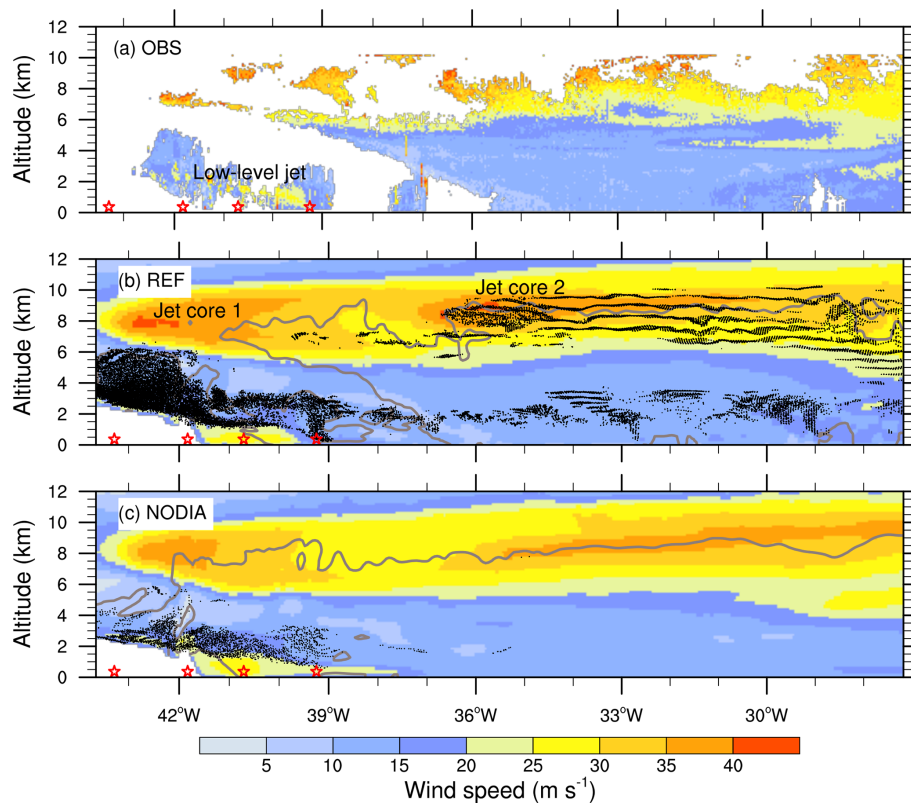 12
10
8
6
4
2
0
Altitude (km)
(a) OBS
Low-level jet
12
10
8
6
4
2
0
Altitude (km)
(b) REF
Jet core 1
Jet core 2
12
10
8
6
4
2
0
Altitude (km)
(c) NODIA
42°W 39°W 36°W 33°W 30°W
5 10 15 20 25 30 35 40
Wind speed (m s⁻¹)